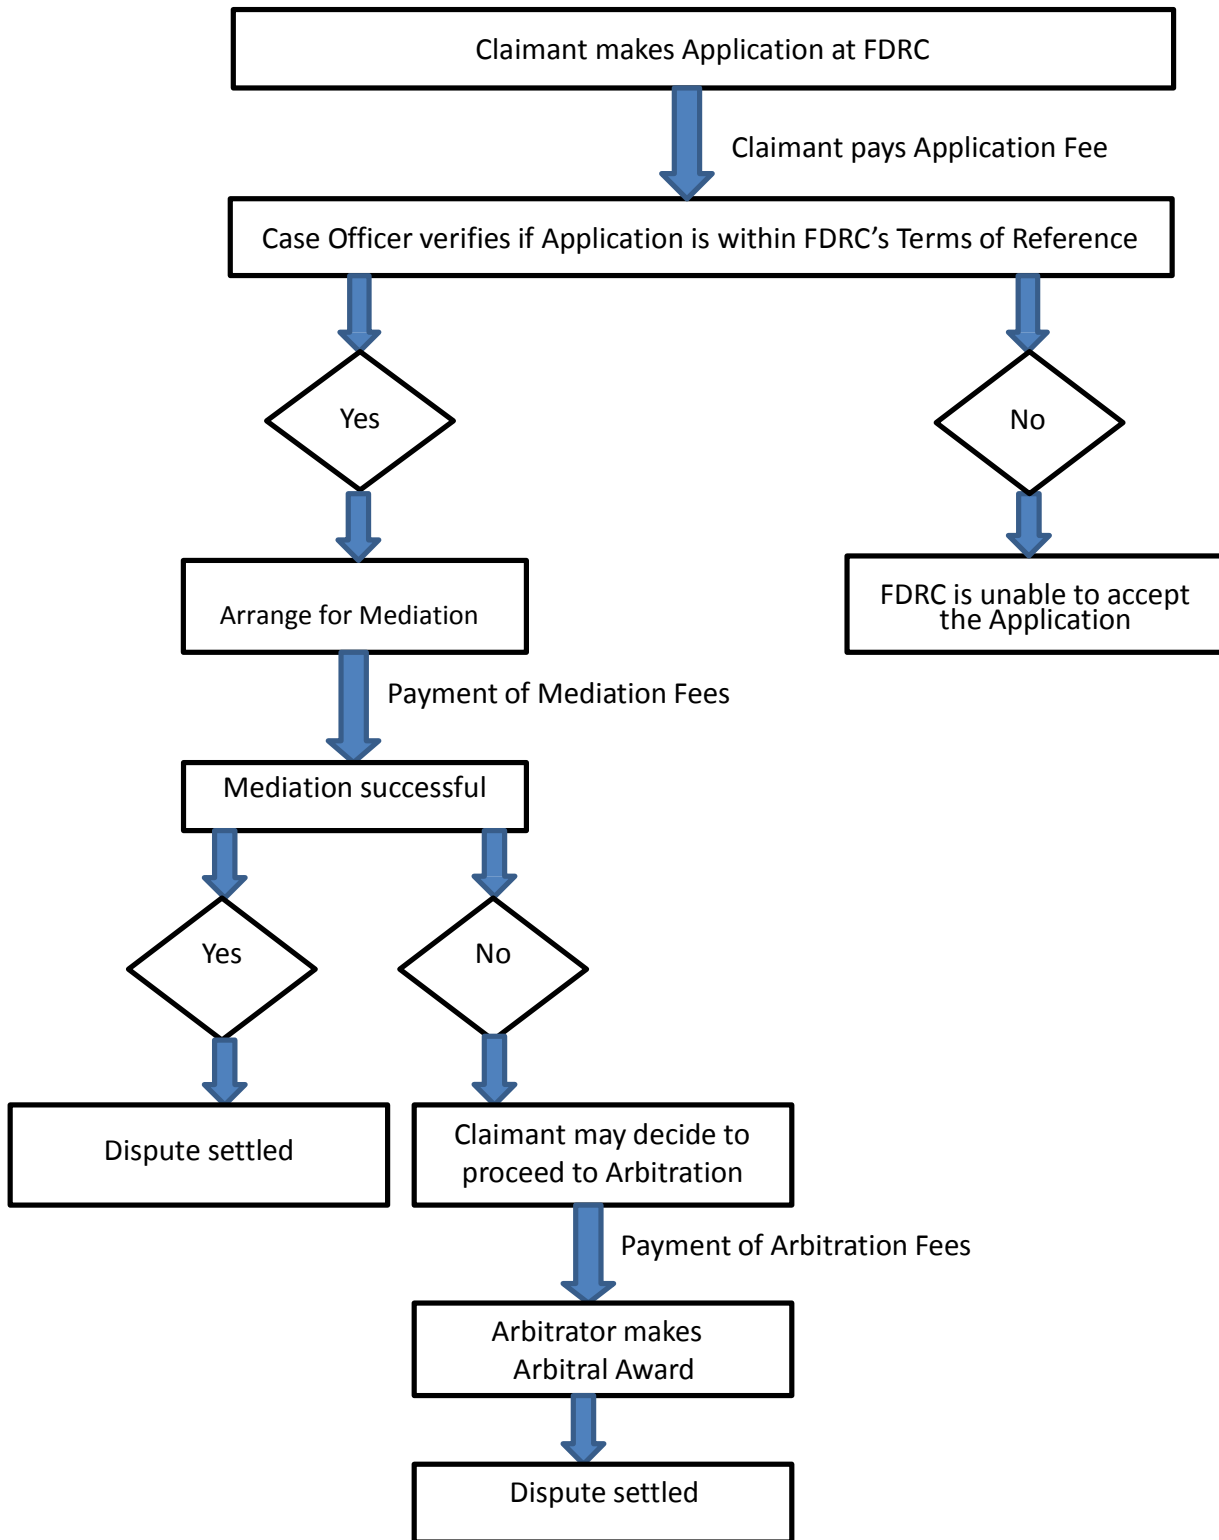 Claimant makes Application at FDRC
Claimant pays Application Fee
Case Officer verifies if Application is within FDRC’s Terms of Reference
Yes
No
Arrange for Mediation
FDRC is unable to accept
the Application
Payment of Mediation Fees
Mediation successful
Yes
No
Dispute settled
Claimant may decide to
proceed to Arbitration
Payment of Arbitration Fees
Arbitrator makes
Arbitral Award
Dispute settled